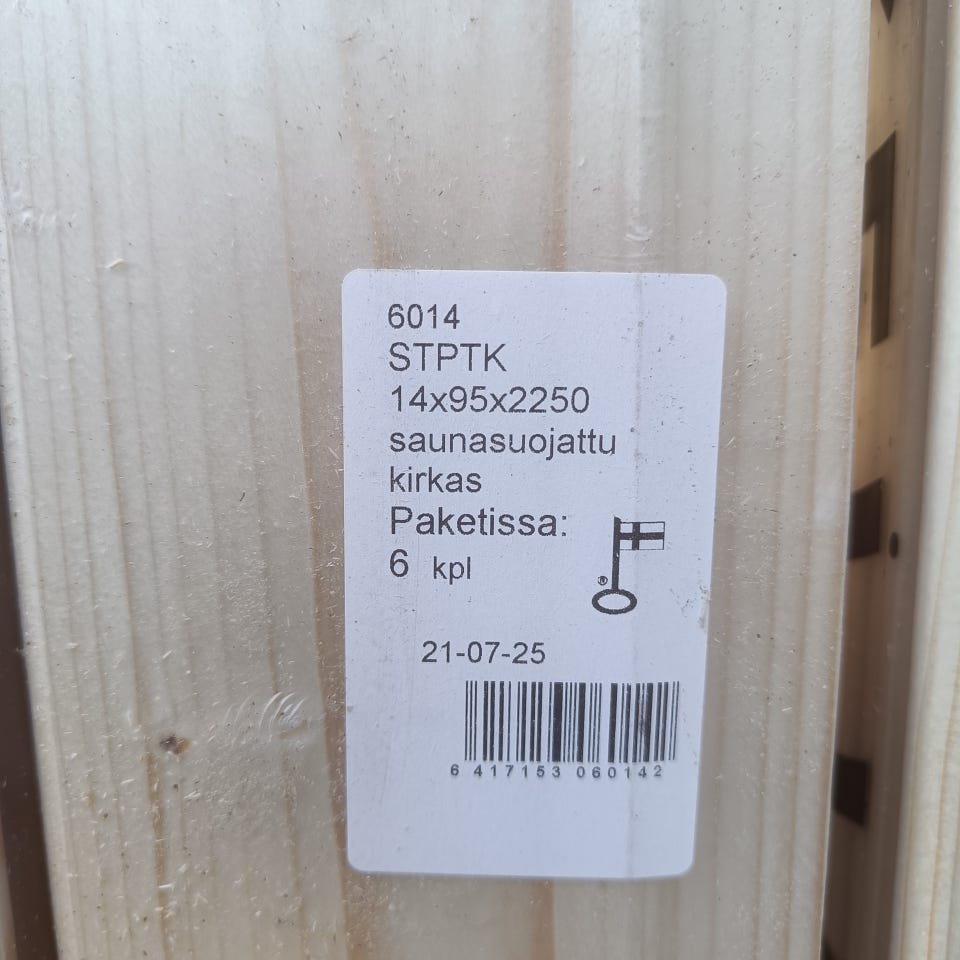 6014
STPTK
14x95x2250
saunasuojattu
kirkas
Paketissa:
6 kpl
®
21-07-25
6 417153 060142